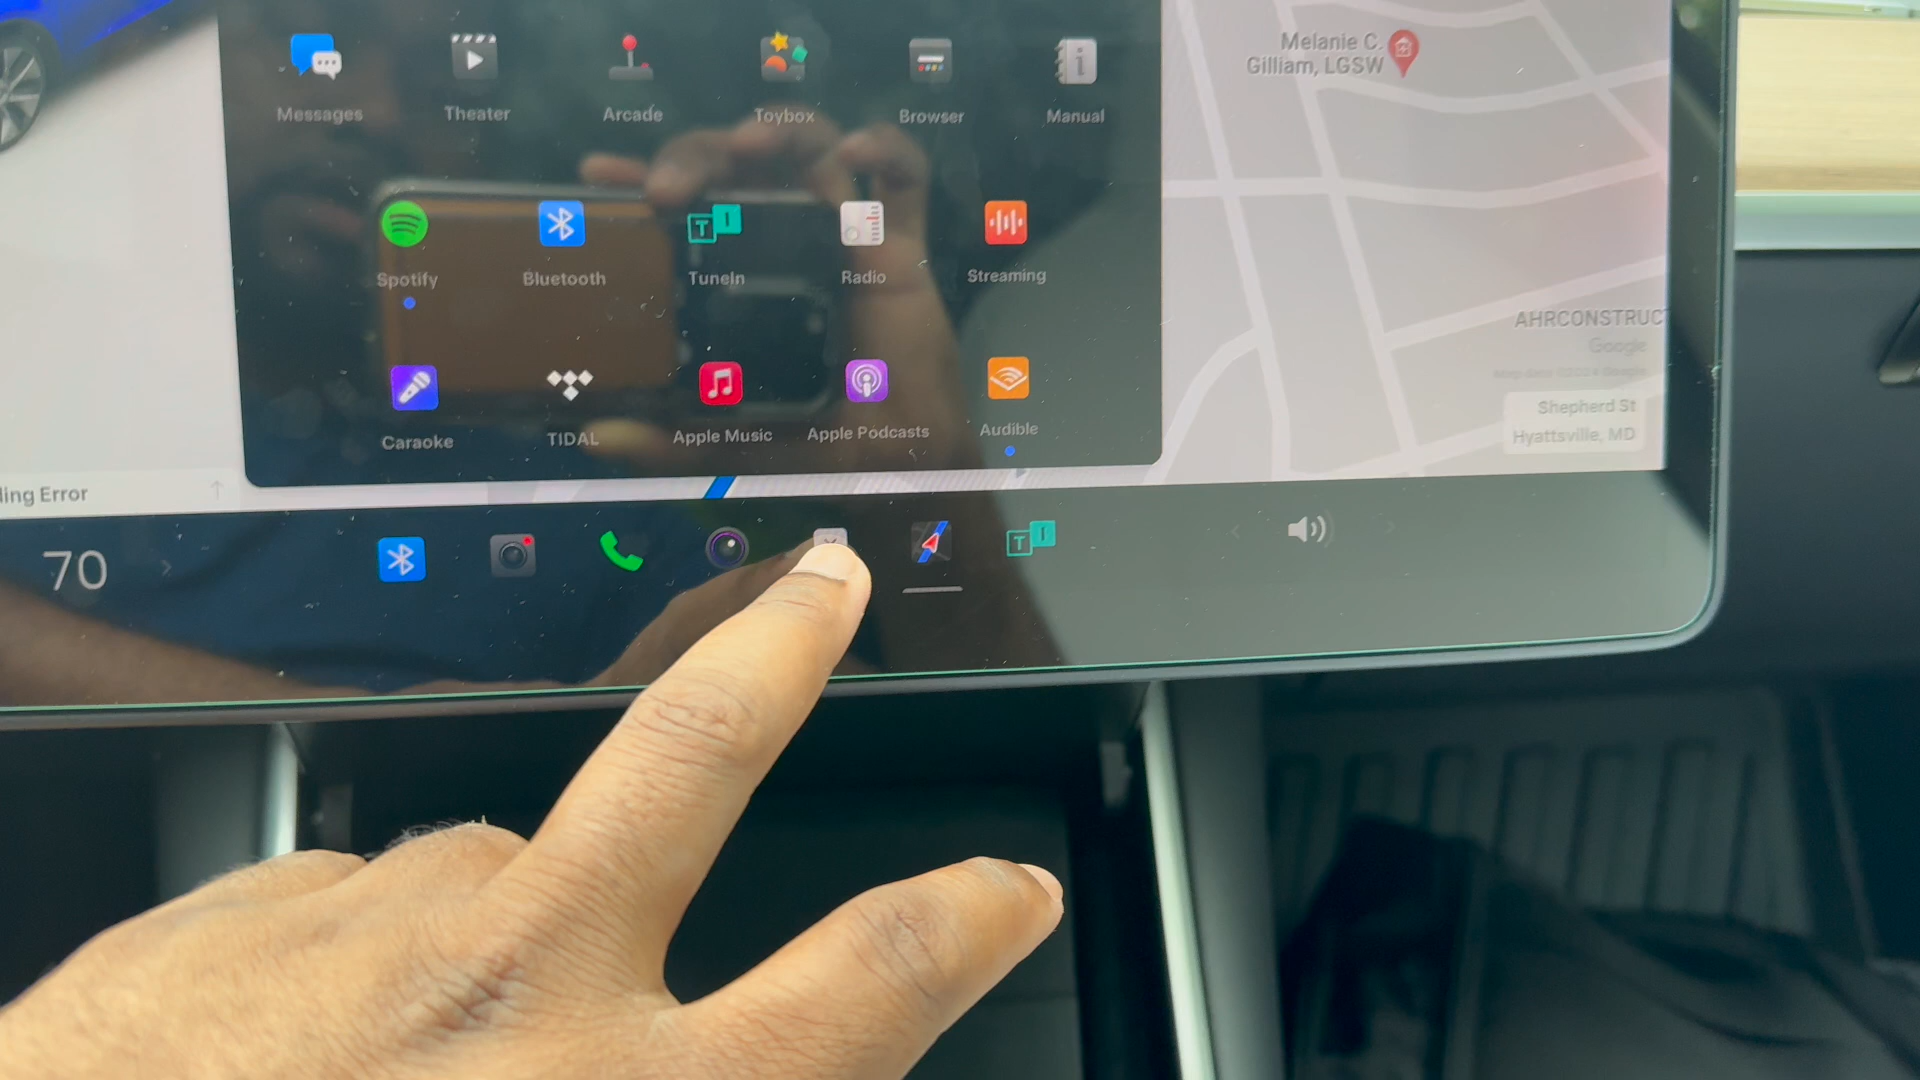 Melanie C.
Gilliam, LGSW
Messages
Theater
Arcade
Toybox
Browser
Manual
Spotify
Bluetooth
T I
TuneIn
Radio
Streaming
AHRCONSTRUC
Google
Caraoke
TIDAL
Apple Music
Apple Podcasts
Audible
Shepherd St
Hyattsville, MD
ling Error
70
T I